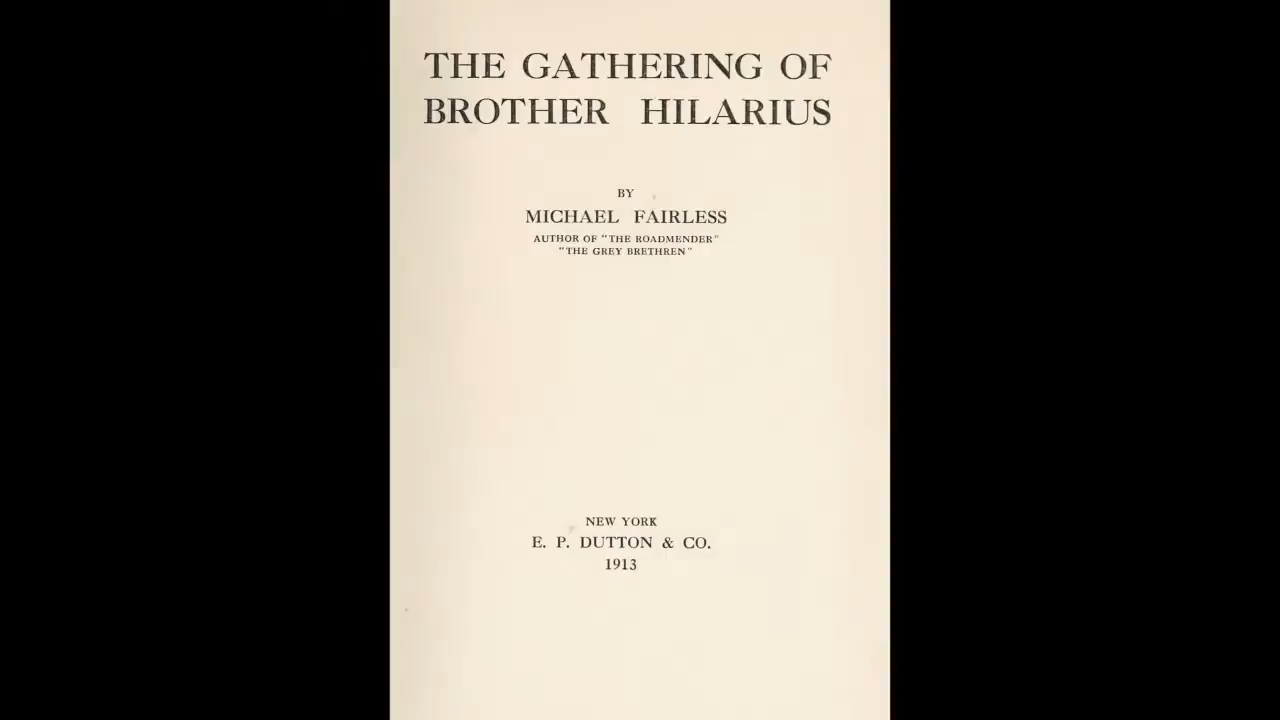 THE GATHERING OF
BROTHER HILARIUS
BY
MICHAEL FAIRLESS
AUTHOR OF "THE ROADMENDER"
"THE GREY BRETHREN"
NEW YORK
E. P. DUTTON & CO.
1913